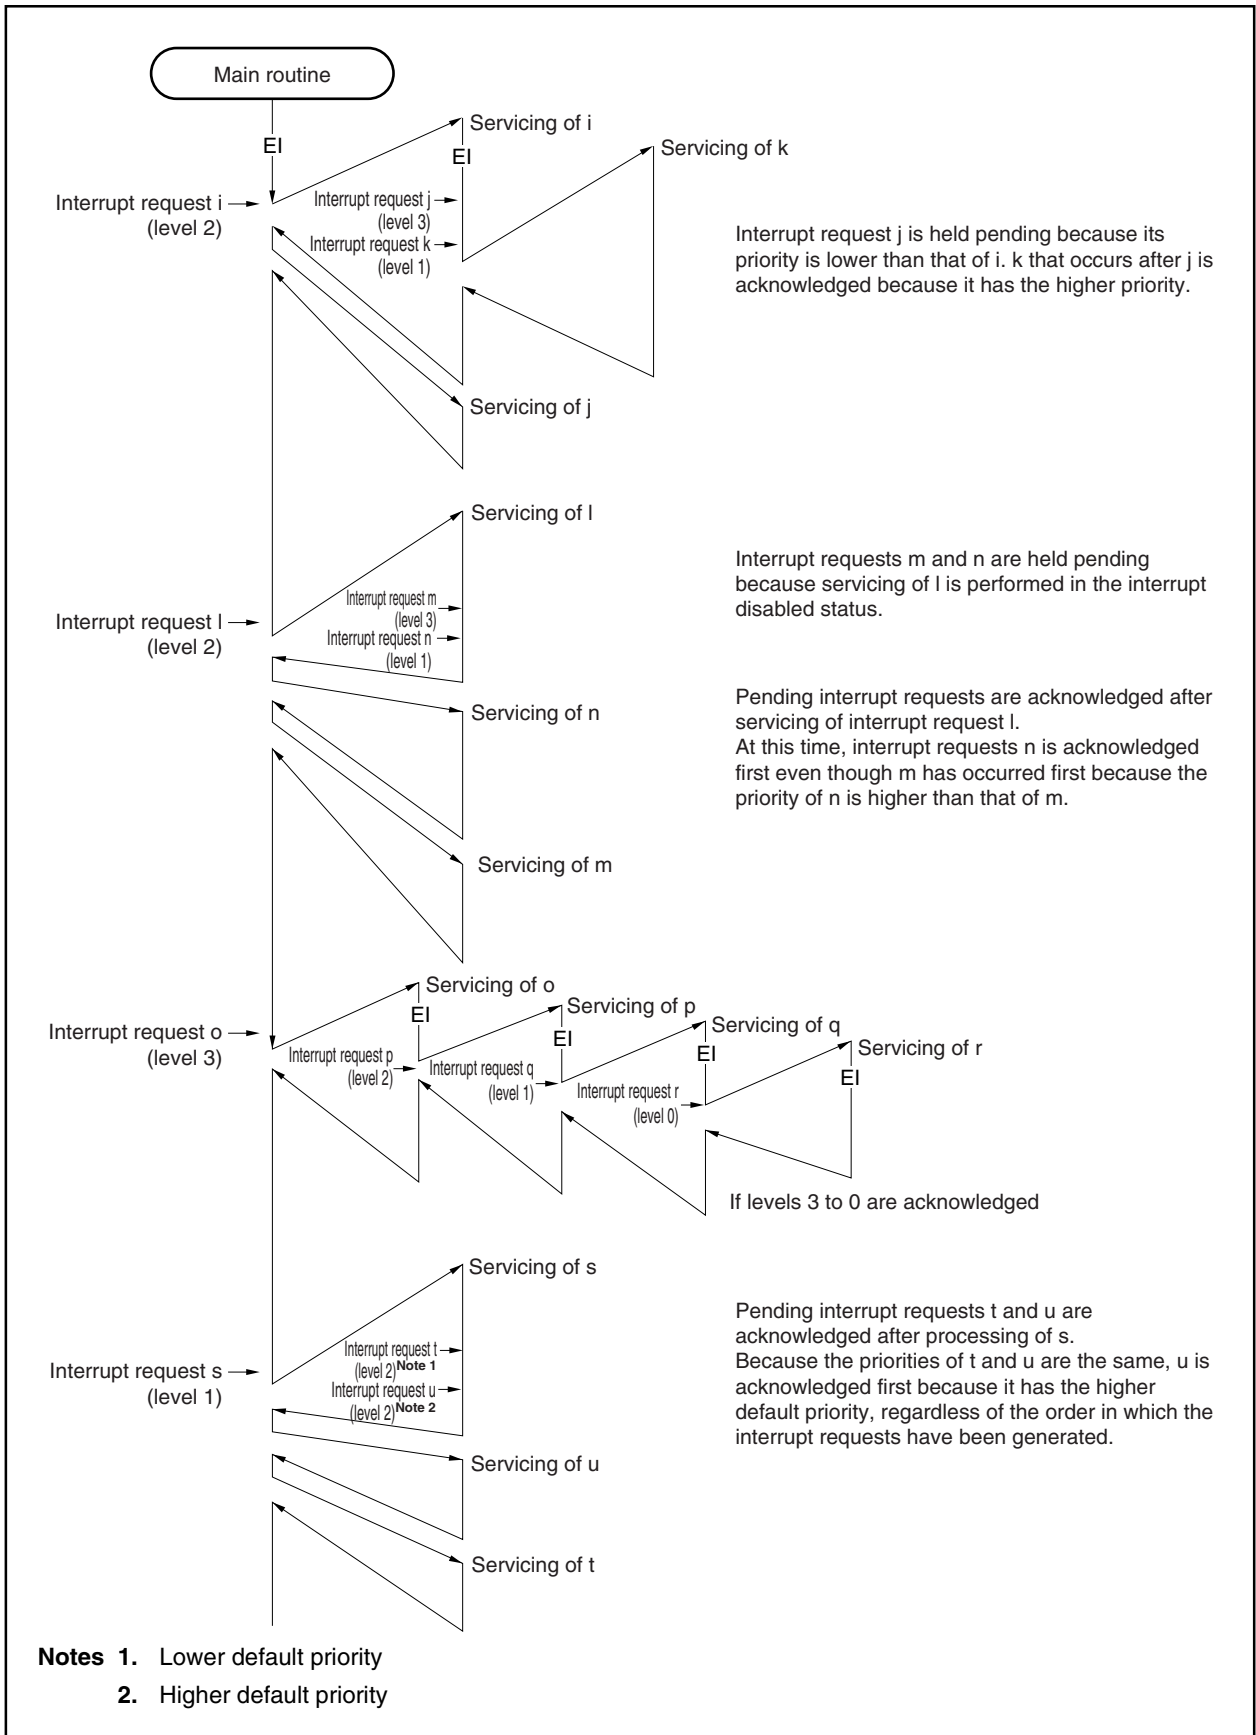 Main routine
EI
Servicing of i
EI
Servicing of k
Interrupt request i
(level 2)
Interrupt request j
(level 3)
Interrupt request k
(level 1)
Interrupt request j is held pending because its
priority is lower than that of i. k that occurs after j is
acknowledged because it has the higher priority.
Servicing of j
Servicing of l
Interrupt request l
(level 2)
Interrupt request m
(level 3)
Interrupt request n
(level 1)
Interrupt requests m and n are held pending
because servicing of l is performed in the interrupt
disabled status.
Servicing of n
Pending interrupt requests are acknowledged after
servicing of interrupt request l.
At this time, interrupt requests n is acknowledged
first even though m has occurred first because the
priority of n is higher than that of m.
Servicing of m
Servicing of o
EI
Servicing of p
EI
Servicing of q
EI
Servicing of r
EI
Interrupt request o
(level 3)
Interrupt request p
(level 2)
Interrupt request q
(level 1)
Interrupt request r
(level 0)
If levels 3 to 0 are acknowledged
Servicing of s
Interrupt request s
(level 1)
Interrupt request t
(level 2) Note 1
Interrupt request u
(level 2) Note 2
Pending interrupt requests t and u are
acknowledged after processing of s.
Because the priorities of t and u are the same, u is
acknowledged first because it has the higher
default priority, regardless of the order in which the
interrupt requests have been generated.
Servicing of u
Servicing of t
Notes 1. Lower default priority
2. Higher default priority